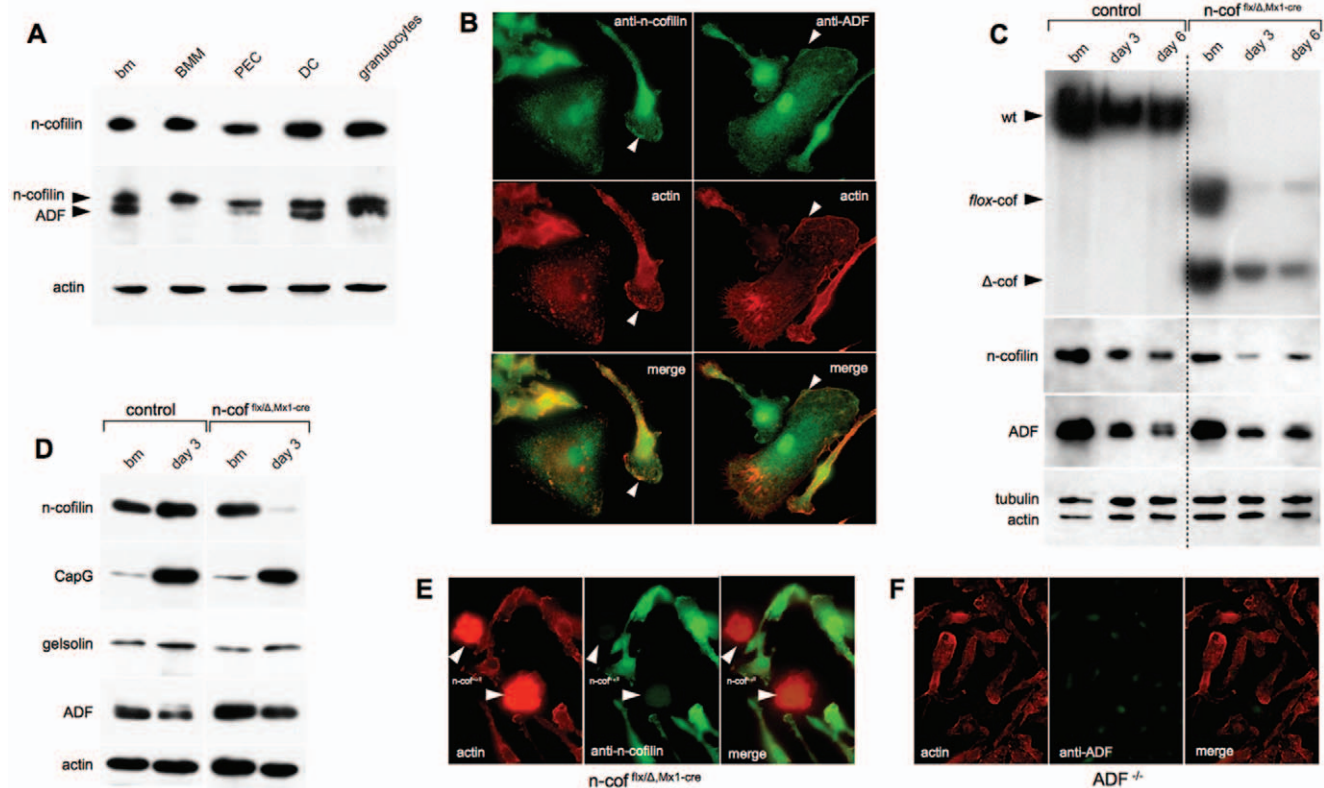 A
bm
BMM
PEC
DC
granulocytes
n-cofilin
n-cofilin
ADF
actin
B
anti-n-cofilin
anti-ADF
actin
actin
merge
merge
C
control
n-cof flx/Δ,Mx1-cre
bm
day 3
day 6
bm
day 3
day 6
wt
flox-cof
Δ-cof
n-cofilin
ADF
tubulin
actin
D
control
n-cof flx/Δ,Mx1-cre
bm
day 3
bm
day 3
n-cofilin
CapG
gelsolin
ADF
actin
E
actin
anti-n-cofilin
merge
n-cof flx/Δ,Mx1-cre
F
actin
anti-ADF
merge
ADF -/-